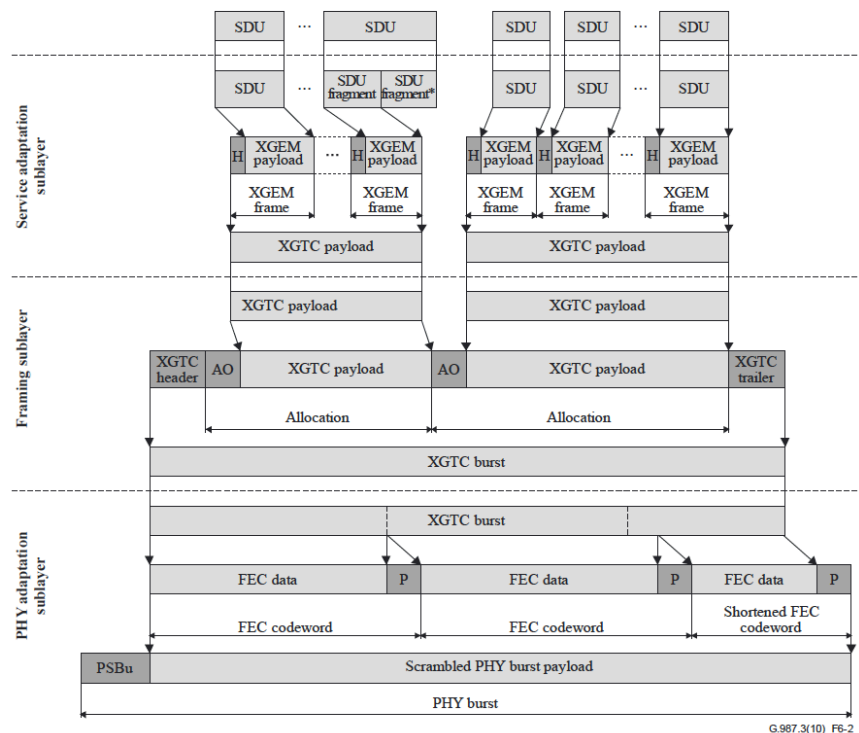 SDU ... SDU SDU SDU ... SDU
Service adaptation
sublayer
SDU ... SDU
fragment SDU
fragment* SDU SDU ... SDU
H XGEM
payload ... H XGEM
payload H XGEM
payload H XGEM
payload ... H XGEM
payload
XGEM
frame XGEM
frame XGEM
frame XGEM
frame XGEM
frame
XGTC payload XGTC payload
Framing sublayer
XGTC payload XGTC payload
XGTC
header AO XGTC payload AO XGTC payload XGTC
trailer
Allocation Allocation
XGTC burst
PHY adaptation
sublayer
XGTC burst
FEC data P FEC data P FEC data P
FEC codeword FEC codeword Shortened FEC
codeword
PSBu Scrambled PHY burst payload
PHY burst
G.987.3(10)_F6-2